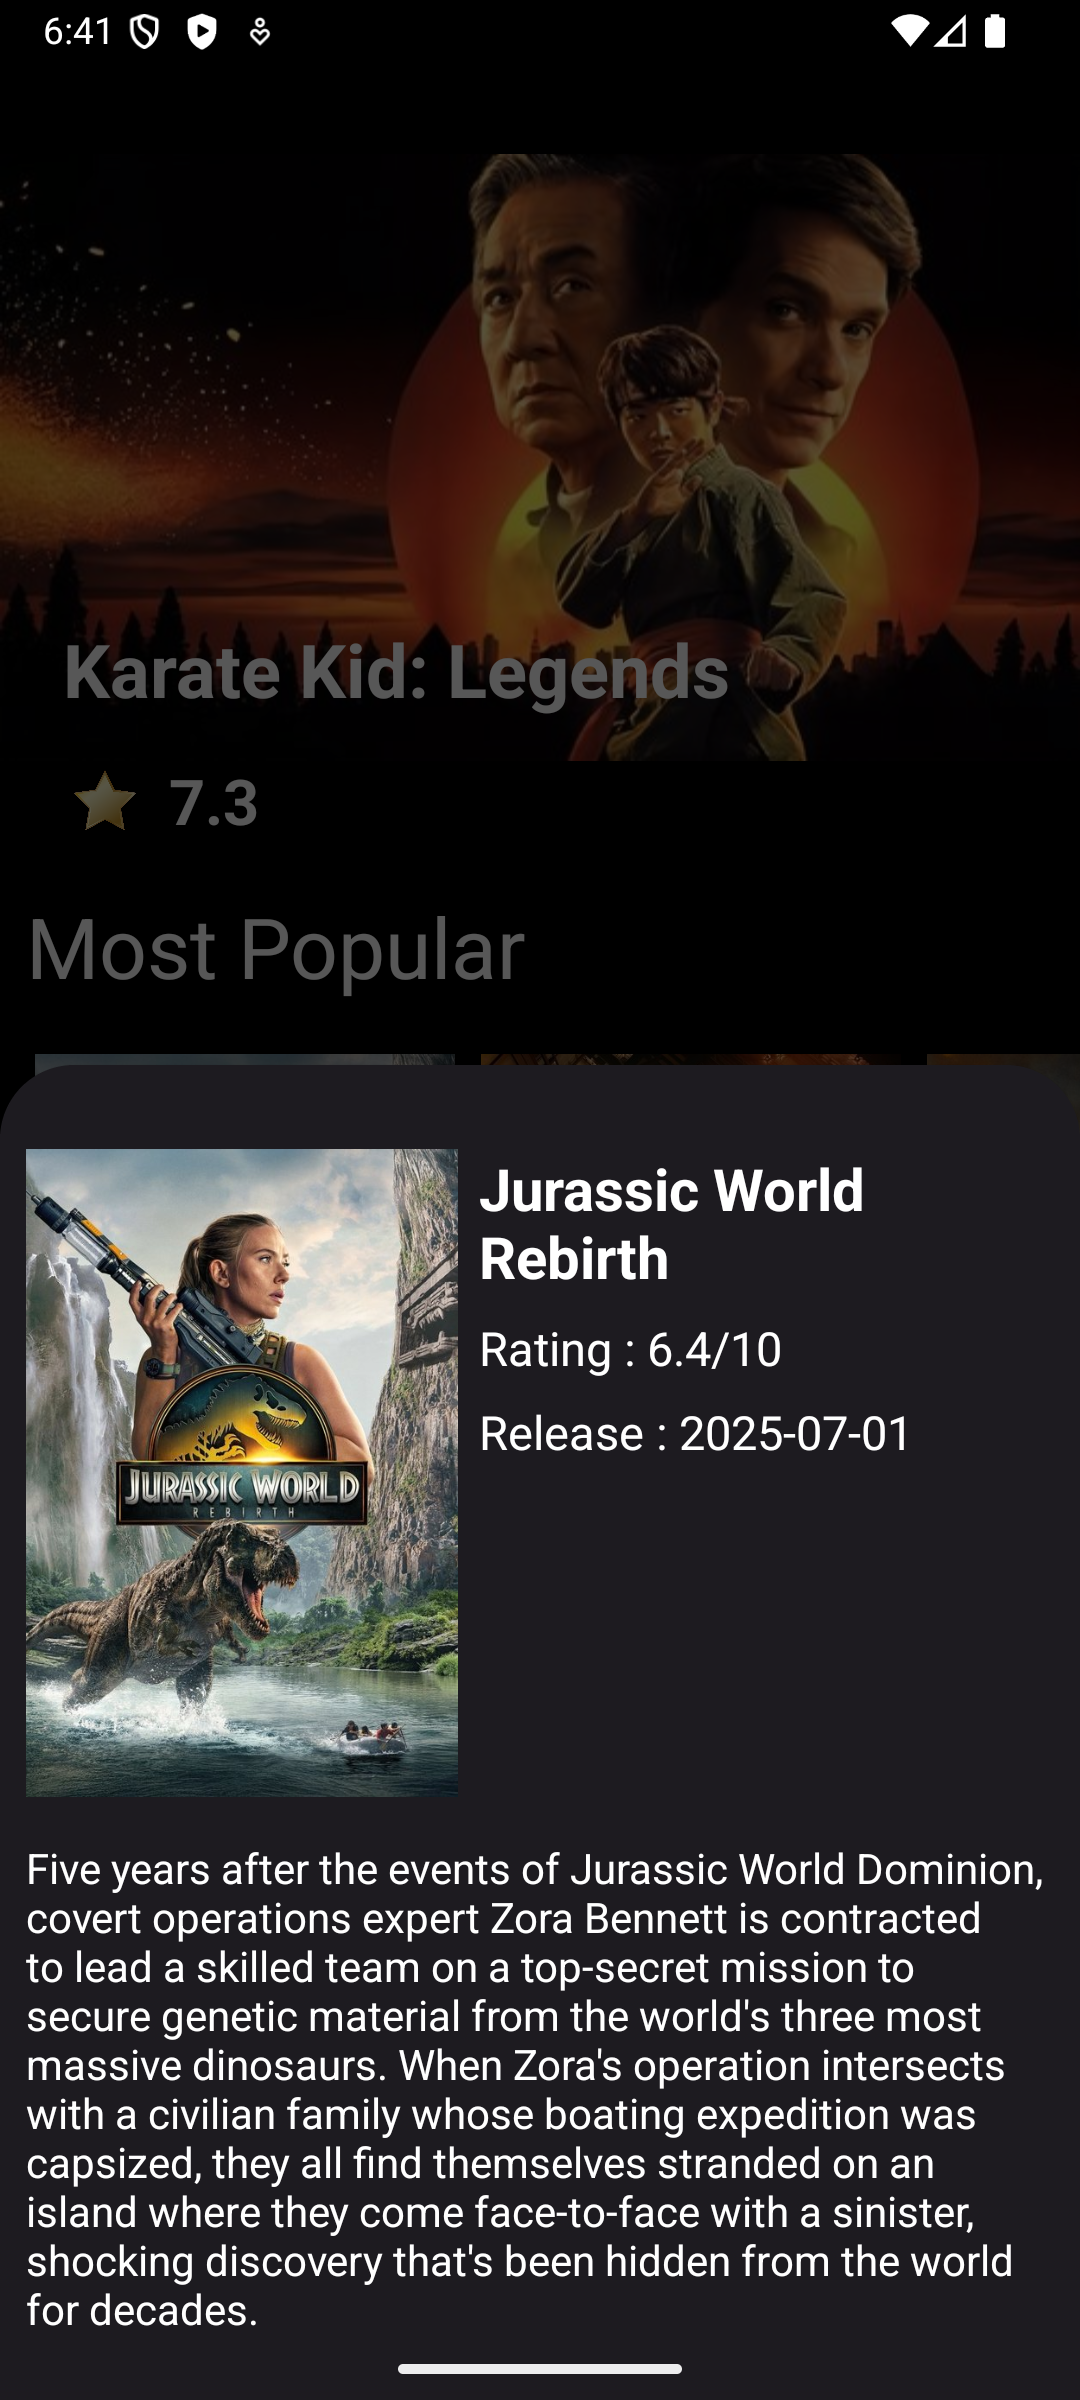 6:41
Karate Kid: Legends
7.3
Most Popular
Jurassic World
Rebirth
Rating : 6.4/10
Release : 2025-07-01
JURASSIC WORLD
REBIRTH
Five years after the events of Jurassic World Dominion,
covert operations expert Zora Bennett is contracted
to lead a skilled team on a top-secret mission to
secure genetic material from the world's three most
massive dinosaurs. When Zora's operation intersects
with a civilian family whose boating expedition was
capsized, they all find themselves stranded on an
island where they come face-to-face with a sinister,
shocking discovery that's been hidden from the world
for decades.